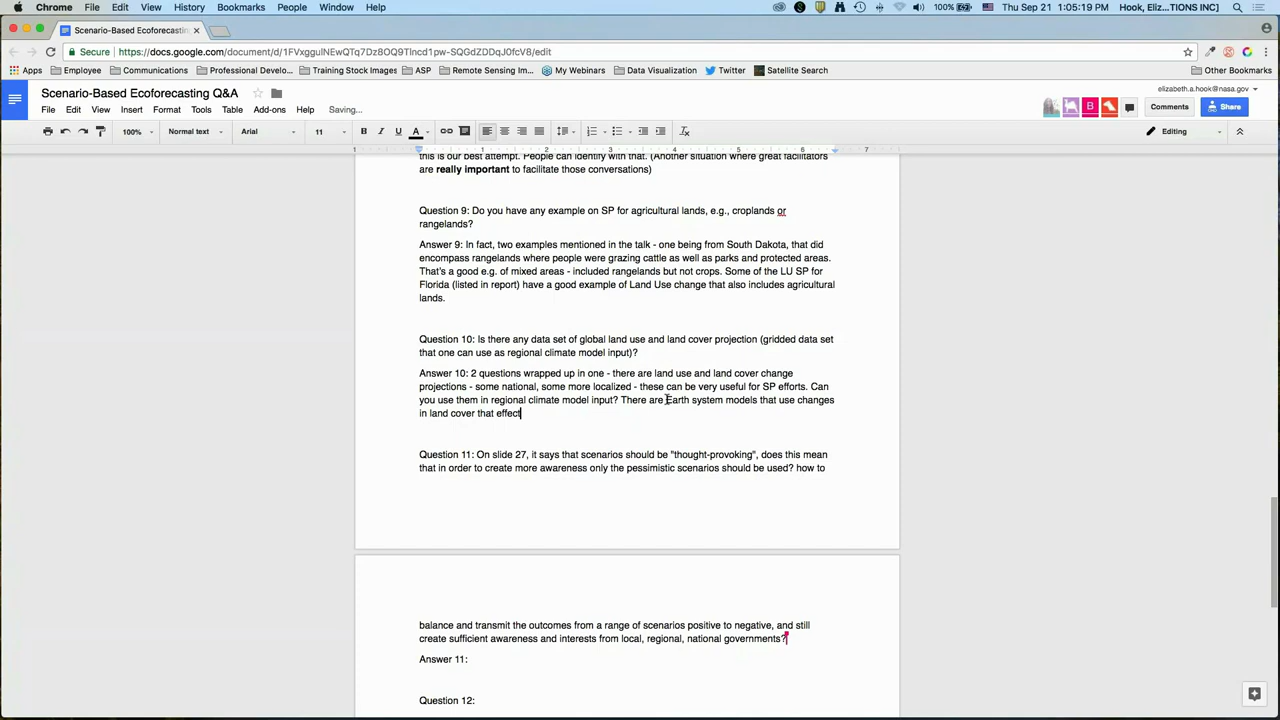 Chrome File Edit View History Bookmarks People Window Help 100% Thu Sep 21 1:05:19 PM Hook, Eliz...TIONS INC]
Scenario-Based Ecoforecasting
Secure https://docs.google.com/document/d/1FVxggulNEwQTq7Dz8OQ9Tlncd1pw-SQGdZDDqJ0fcV8/edit
Apps Employee Communications Professional Develo... Training Stock Images ASP Remote Sensing Im... My Webinars Data Visualization Twitter Satellite Search Other Bookmarks
Scenario-Based Ecoforecasting Q&A
elizabeth.a.hook@nasa.gov
File Edit View Insert Format Tools Table Add-ons Help Saving...
B Comments Share
100% Normal text Arial 11 B I U A Editing
1 1 2 3 4 5 6 7
this is our best attempt. People can identify with that. (Another situation where great facilitators
are really important to facilitate those conversations)
Question 9: Do you have any example on SP for agricultural lands, e.g., croplands or
rangelands?
Answer 9: In fact, two examples mentioned in the talk - one being from South Dakota, that did
encompass rangelands where people were grazing cattle as well as parks and protected areas.
That's a good e.g. of mixed areas - included rangelands but not crops. Some of the LU SP for
Florida (listed in report) have a good example of Land Use change that also includes agricultural
lands.
Question 10: Is there any data set of global land use and land cover projection (gridded data set
that one can use as regional climate model input)?
Answer 10: 2 questions wrapped up in one - there are land use and land cover change
projections - some national, some more localized - these can be very useful for SP efforts. Can
you use them in regional climate model input? There are Earth system models that use changes
in land cover that effect
Question 11: On slide 27, it says that scenarios should be "thought-provoking", does this mean
that in order to create more awareness only the pessimistic scenarios should be used? how to
balance and transmit the outcomes from a range of scenarios positive to negative, and still
create sufficient awareness and interests from local, regional, national governments?
Answer 11:
Question 12: